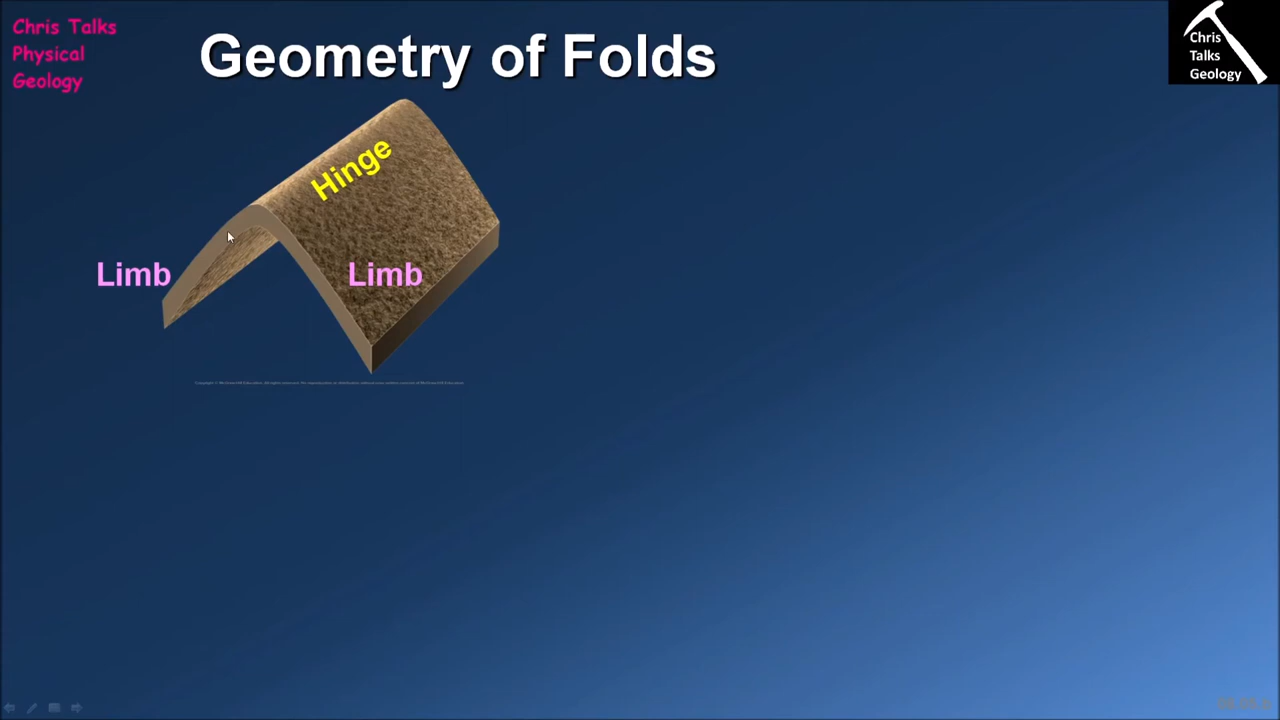 Chris Talks
Physical
Geology
Geometry of Folds
Chris
Talks
Geology
Hinge
Limb
Limb